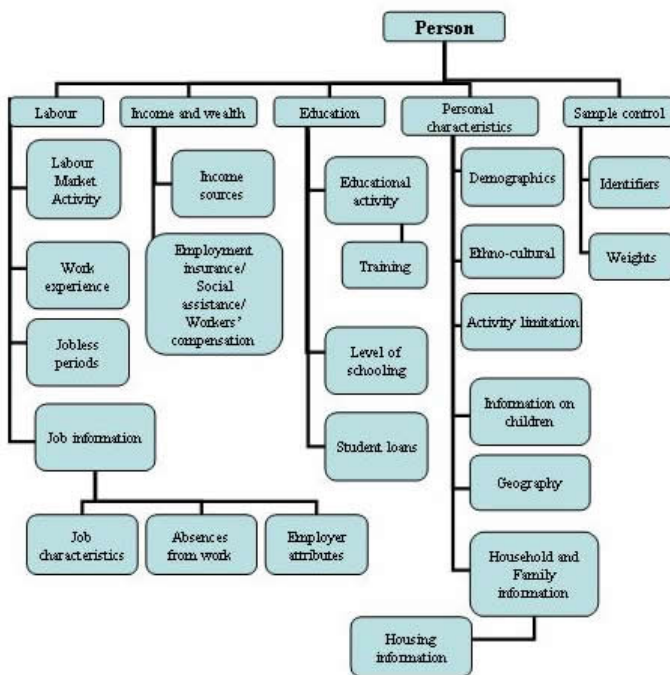 Person
Labour
Income and wealth
Education
Personal
characteristics
Sample control
Labour
Market
Activity
Work
experience
Jobless
periods
Job information
Job
characteristics
Absences
from work
Employer
attributes
Income
sources
Employment
insurance/
Social
assistance/
Workers'
compensation
Educational
activity
Training
Level of
schooling
Student loans
Demographics
Ethno-cultural
Activity limitation
Information on
children
Geography
Household and
Family
information
Housing
information
Identifiers
Weights